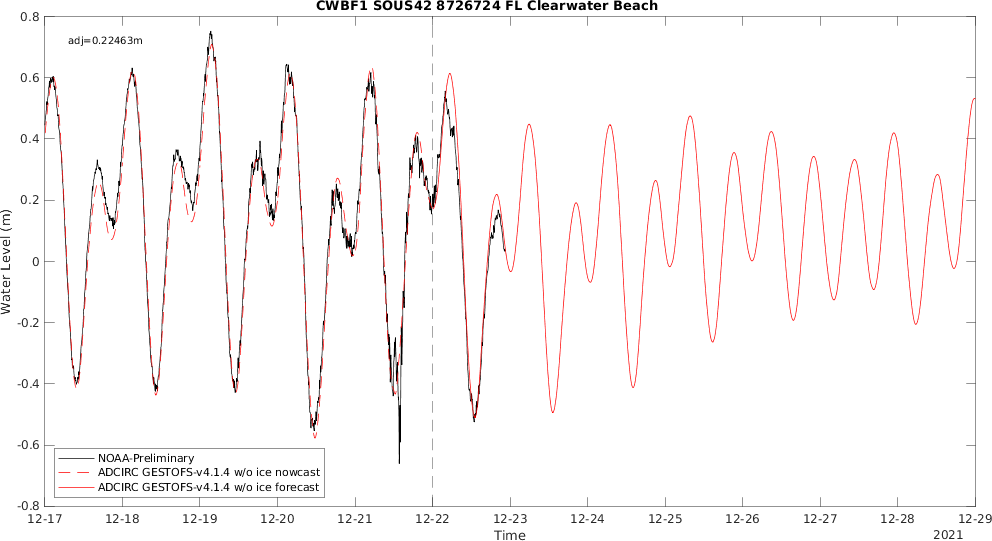 CWBF1 SOUS42 8726724 FL Clearwater Beach
adj=0.22463m
Water Level (m)
0.8
0.6
0.4
0.2
0
-0.2
-0.4
-0.6
-0.8
NOAA-Preliminary
ADCIRC GESTOFS-v4.1.4 w/o ice nowcast
ADCIRC GESTOFS-v4.1.4 w/o ice forecast
12-17 12-18 12-19 12-20 12-21 12-22 12-23 12-24 12-25 12-26 12-27 12-28 12-29
Time
2021